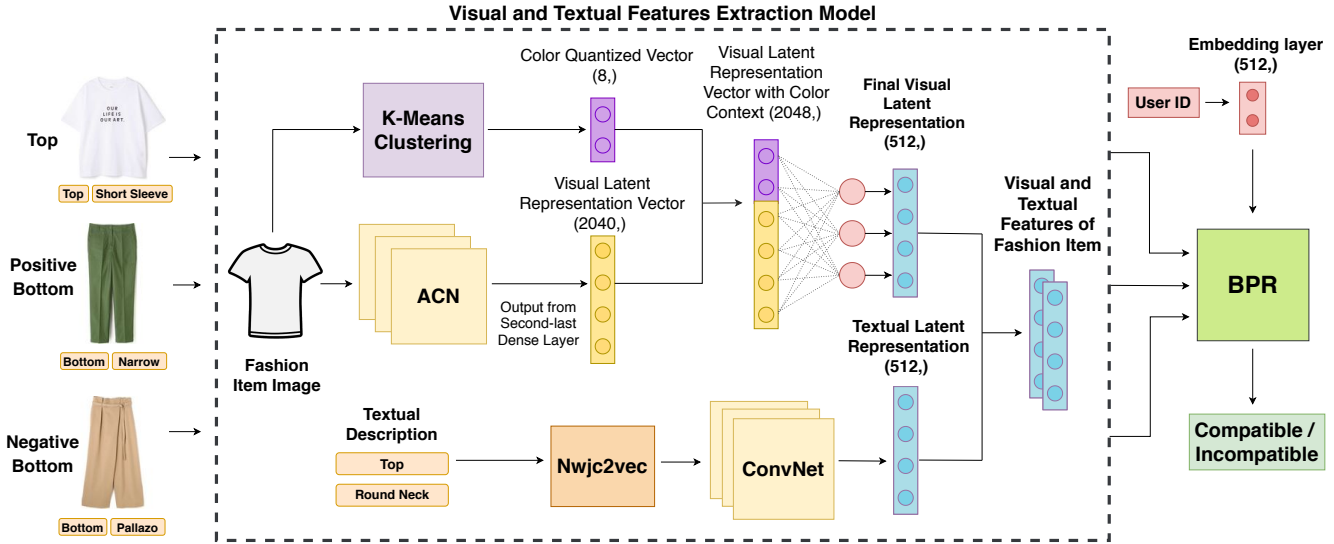 Visual and Textual Features Extraction Model
OUR
LIFE IS
OUR ART.
Top
Top
Short Sleeve
Positive
Bottom
Bottom
Narrow
Negative
Bottom
Bottom
Pallazo
Fashion
Item Image
K-Means
Clustering
Color Quantized Vector
(8,)
ACN
Output from
Second-last
Dense Layer
Visual Latent
Representation Vector
(2040,)
Visual Latent
Representation
Vector with Color
Context (2048,)
Final Visual
Latent
Representation
(512,)
Textual
Description
Top
Round Neck
Nwjc2vec
ConvNet
Textual Latent
Representation
(512,)
Visual and
Textual
Features of
Fashion Item
Embedding layer
(512,)
User ID
BPR
Compatible /
Incompatible